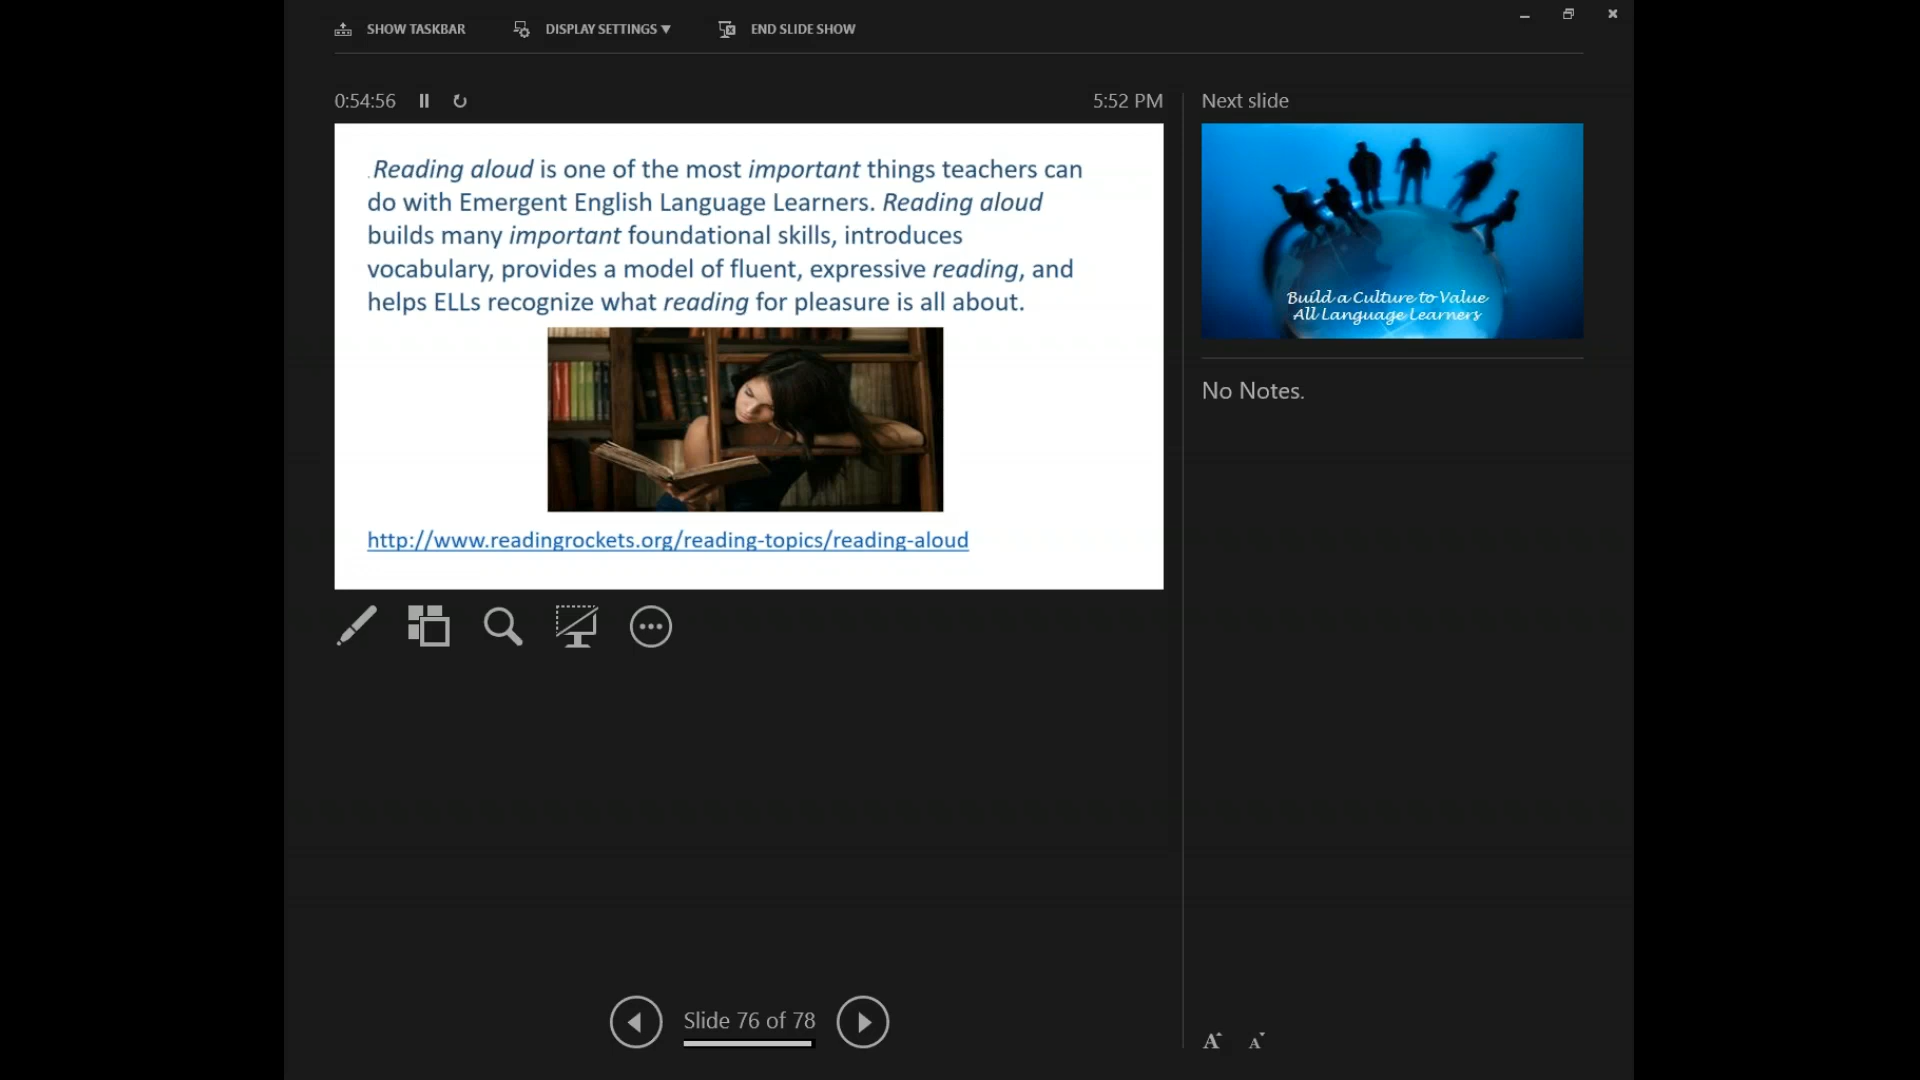 SHOW TASKBAR
DISPLAY SETTINGS ▼
END SLIDE SHOW
0:54:56
5:52 PM
Next slide
. Reading aloud is one of the most important things teachers can
do with Emergent English Language Learners. Reading aloud
builds many important foundational skills, introduces
vocabulary, provides a model of fluent, expressive reading, and
helps ELLs recognize what reading for pleasure is all about.
http://www.readingrockets.org/reading-topics/reading-aloud
Build a Culture to Value
All Language Learners
No Notes.
Slide 76 of 78
A
A